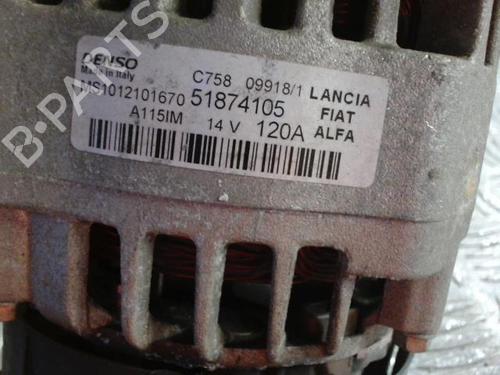 B-PARTS
DENSO
Made in Italy
C758 09918/1 LANCIA
MS1012101670 51874105 FIAT
A115IM 14 V 120A ALFA